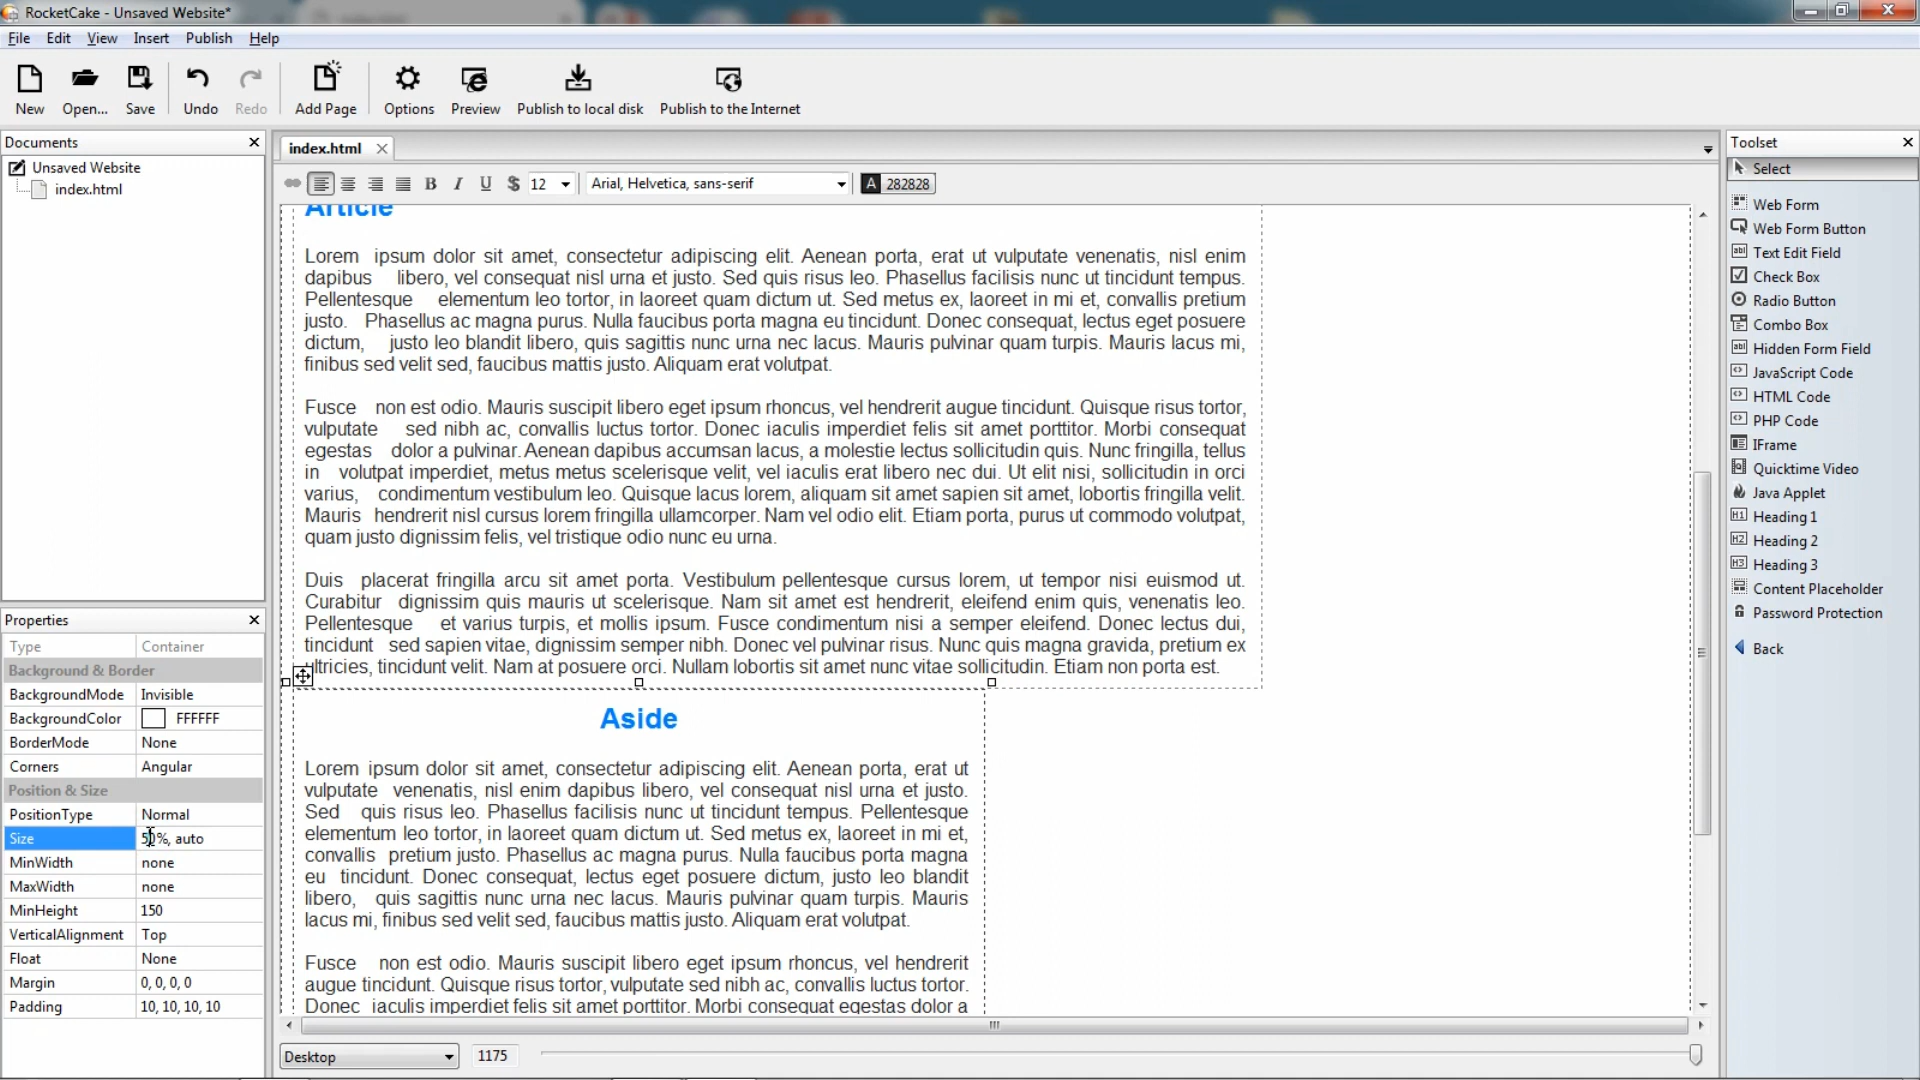 RocketCake - Unsaved Website*
File Edit View Insert Publish Help
New Open... Save Undo Redo Add Page Options Preview Publish to local disk Publish to the Internet
Documents
Unsaved Website
index.html
index.html
12 Arial, Helvetica, sans-serif A 282828
Article
Lorem ipsum dolor sit amet, consectetur adipiscing elit. Aenean porta, erat ut vulputate venenatis, nisl enim
dapibus libero, vel consequat nisl urna et justo. Sed quis risus leo. Phasellus facilisis nunc ut tincidunt tempus.
Pellentesque elementum leo tortor, in laoreet quam dictum ut. Sed metus ex, laoreet in mi et, convallis pretium
justo. Phasellus ac magna purus. Nulla faucibus porta magna eu tincidunt. Donec consequat, lectus eget posuere
dictum, justo leo blandit libero, quis sagittis nunc urna nec lacus. Mauris pulvinar quam turpis. Mauris lacus mi,
finibus sed velit sed, faucibus mattis justo. Aliquam erat volutpat.
Fusce non est odio. Mauris suscipit libero eget ipsum rhoncus, vel hendrerit augue tincidunt. Quisque risus tortor,
vulputate sed nibh ac, convallis luctus tortor. Donec iaculis imperdiet felis sit amet porttitor. Morbi consequat
egestas dolor a pulvinar. Aenean dapibus accumsan lacus, a molestie lectus sollicitudin quis. Nunc fringilla, tellus
in volutpat imperdiet, metus metus scelerisque velit, vel iaculis erat libero nec dui. Ut elit nisi, sollicitudin in orci
varius, condimentum vestibulum leo. Quisque lacus lorem, aliquam sit amet sapien sit amet, lobortis fringilla velit.
Mauris hendrerit nisl cursus lorem fringilla ullamcorper. Nam vel odio elit. Etiam porta, purus ut commodo volutpat,
quam justo dignissim felis, vel tristique odio nunc eu urna.
Duis placerat fringilla arcu sit amet porta. Vestibulum pellentesque cursus lorem, ut tempor nisi euismod ut.
Curabitur dignissim quis mauris ut scelerisque. Nam sit amet est hendrerit, eleifend enim quis, venenatis leo.
Pellentesque et varius turpis, et mollis ipsum. Fusce condimentum nisi a semper eleifend. Donec lectus dui,
tincidunt sed sapien vitae, dignissim semper nibh. Donec vel pulvinar risus. Nunc quis magna gravida, pretium ex
ultricies, tincidunt velit. Nam at posuere orci. Nullam lobortis sit amet nunc vitae sollicitudin. Etiam non porta est.
Aside
Lorem ipsum dolor sit amet, consectetur adipiscing elit. Aenean porta, erat ut
vulputate venenatis, nisl enim dapibus libero, vel consequat nisl urna et justo.
Sed quis risus leo. Phasellus facilisis nunc ut tincidunt tempus. Pellentesque
elementum leo tortor, in laoreet quam dictum ut. Sed metus ex, laoreet in mi et,
convallis pretium justo. Phasellus ac magna purus. Nulla faucibus porta magna
eu tincidunt. Donec consequat, lectus eget posuere dictum, justo leo blandit
libero, quis sagittis nunc urna nec lacus. Mauris pulvinar quam turpis. Mauris
lacus mi, finibus sed velit sed, faucibus mattis justo. Aliquam erat volutpat.
Fusce non est odio. Mauris suscipit libero eget ipsum rhoncus, vel hendrerit
augue tincidunt. Quisque risus tortor, vulputate sed nibh ac, convallis luctus tortor.
Donec iaculis imperdiet felis sit amet porttitor. Morbi consequat egestas dolor a
Properties
Type Container
Background & Border
BackgroundMode Invisible
BackgroundColor FFFFFF
BorderMode None
Corners Angular
Position & Size
PositionType Normal
Size 50%, auto
MinWidth none
MaxWidth none
MinHeight 150
VerticalAlignment Top
Float None
Margin 0, 0, 0, 0
Padding 10, 10, 10, 10
Desktop 1175
Toolset
Select
Web Form
Web Form Button
Text Edit Field
Check Box
Radio Button
Combo Box
Hidden Form Field
JavaScript Code
HTML Code
PHP Code
IFrame
Quicktime Video
Java Applet
Heading 1
Heading 2
Heading 3
Content Placeholder
Password Protection
Back